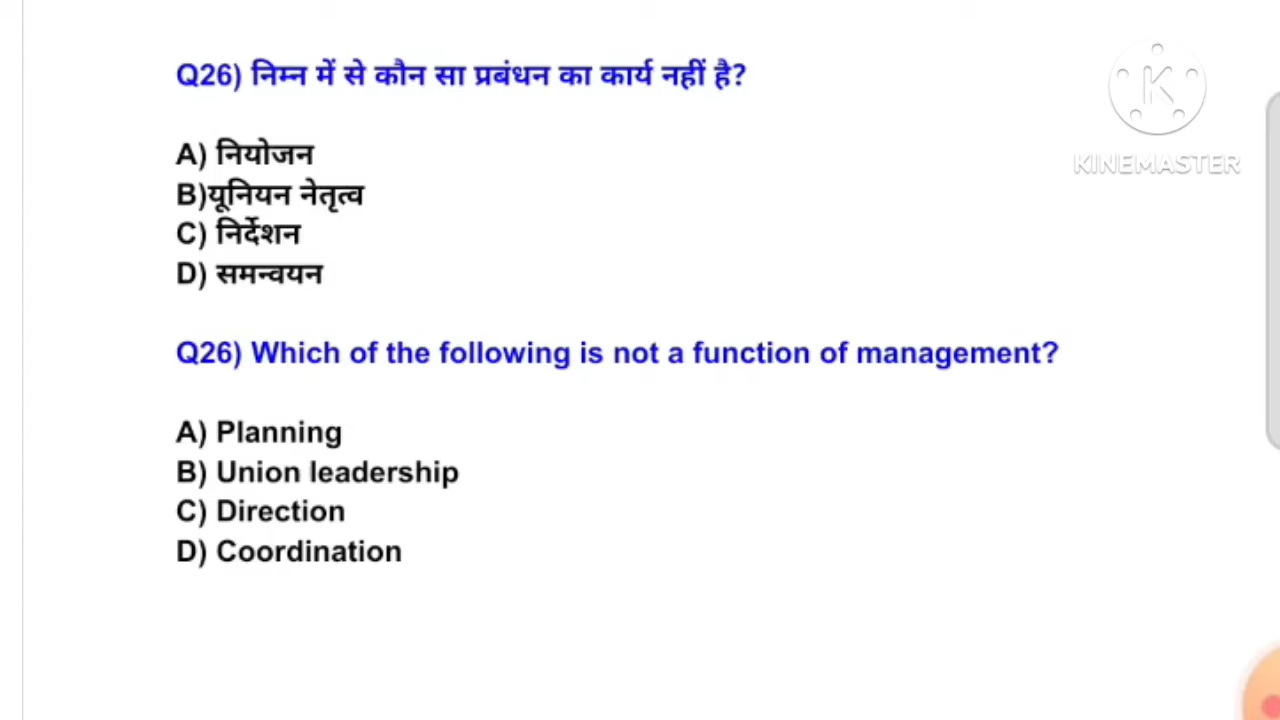 Q26) निम्न में से कौन सा प्रबंधन का कार्य नहीं है?
A) नियोजन
B)यूनियन नेतृत्व
C) निर्देशन
D) समन्वयन
Q26) Which of the following is not a function of management?
A) Planning
B) Union leadership
C) Direction
D) Coordination
K
KINEMASTER